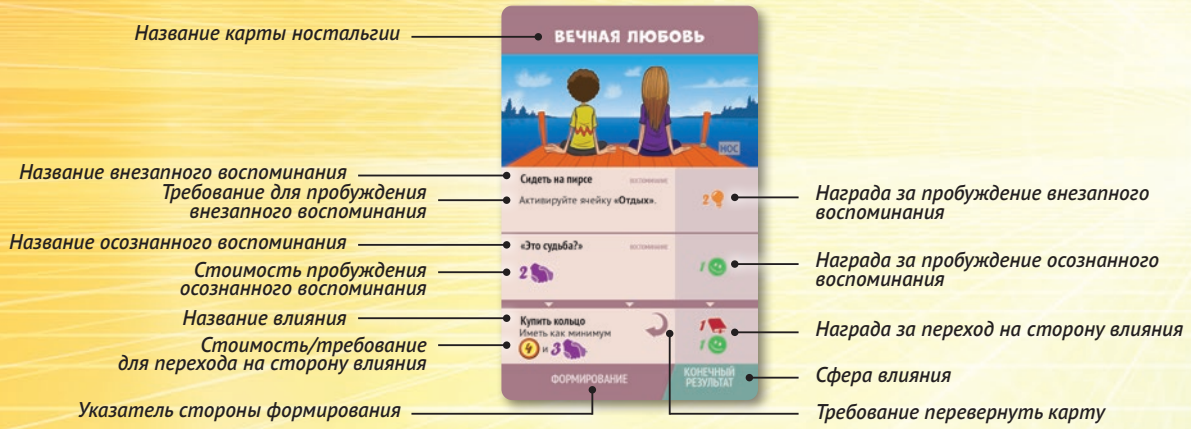 Название карты ностальгии
ВЕЧНАЯ ЛЮБОВЬ
НОС
Название внезапного воспоминания
Требование для пробуждения
внезапного воспоминания
Сидеть на пирсе
ВОСПОМИНАНИЕ
Активируйте ячейку «Отдых».
2
Награда за пробуждение внезапного
воспоминания
Название осознанного воспоминания
Стоимость пробуждения
осознанного воспоминания
«Это судьба?»
ВОСПОМИНАНИЕ
2
1
Награда за пробуждение осознанного
воспоминания
Название влияния
Стоимость/требование
для перехода на сторону влияния
Купить кольцо
Иметь как минимум
4 и 3
1
1
Награда за переход на сторону влияния
ФОРМИРОВАНИЕ
КОНЕЧНЫЙ
РЕЗУЛЬТАТ
Сфера влияния
Указатель стороны формирования
Требование перевернуть карту